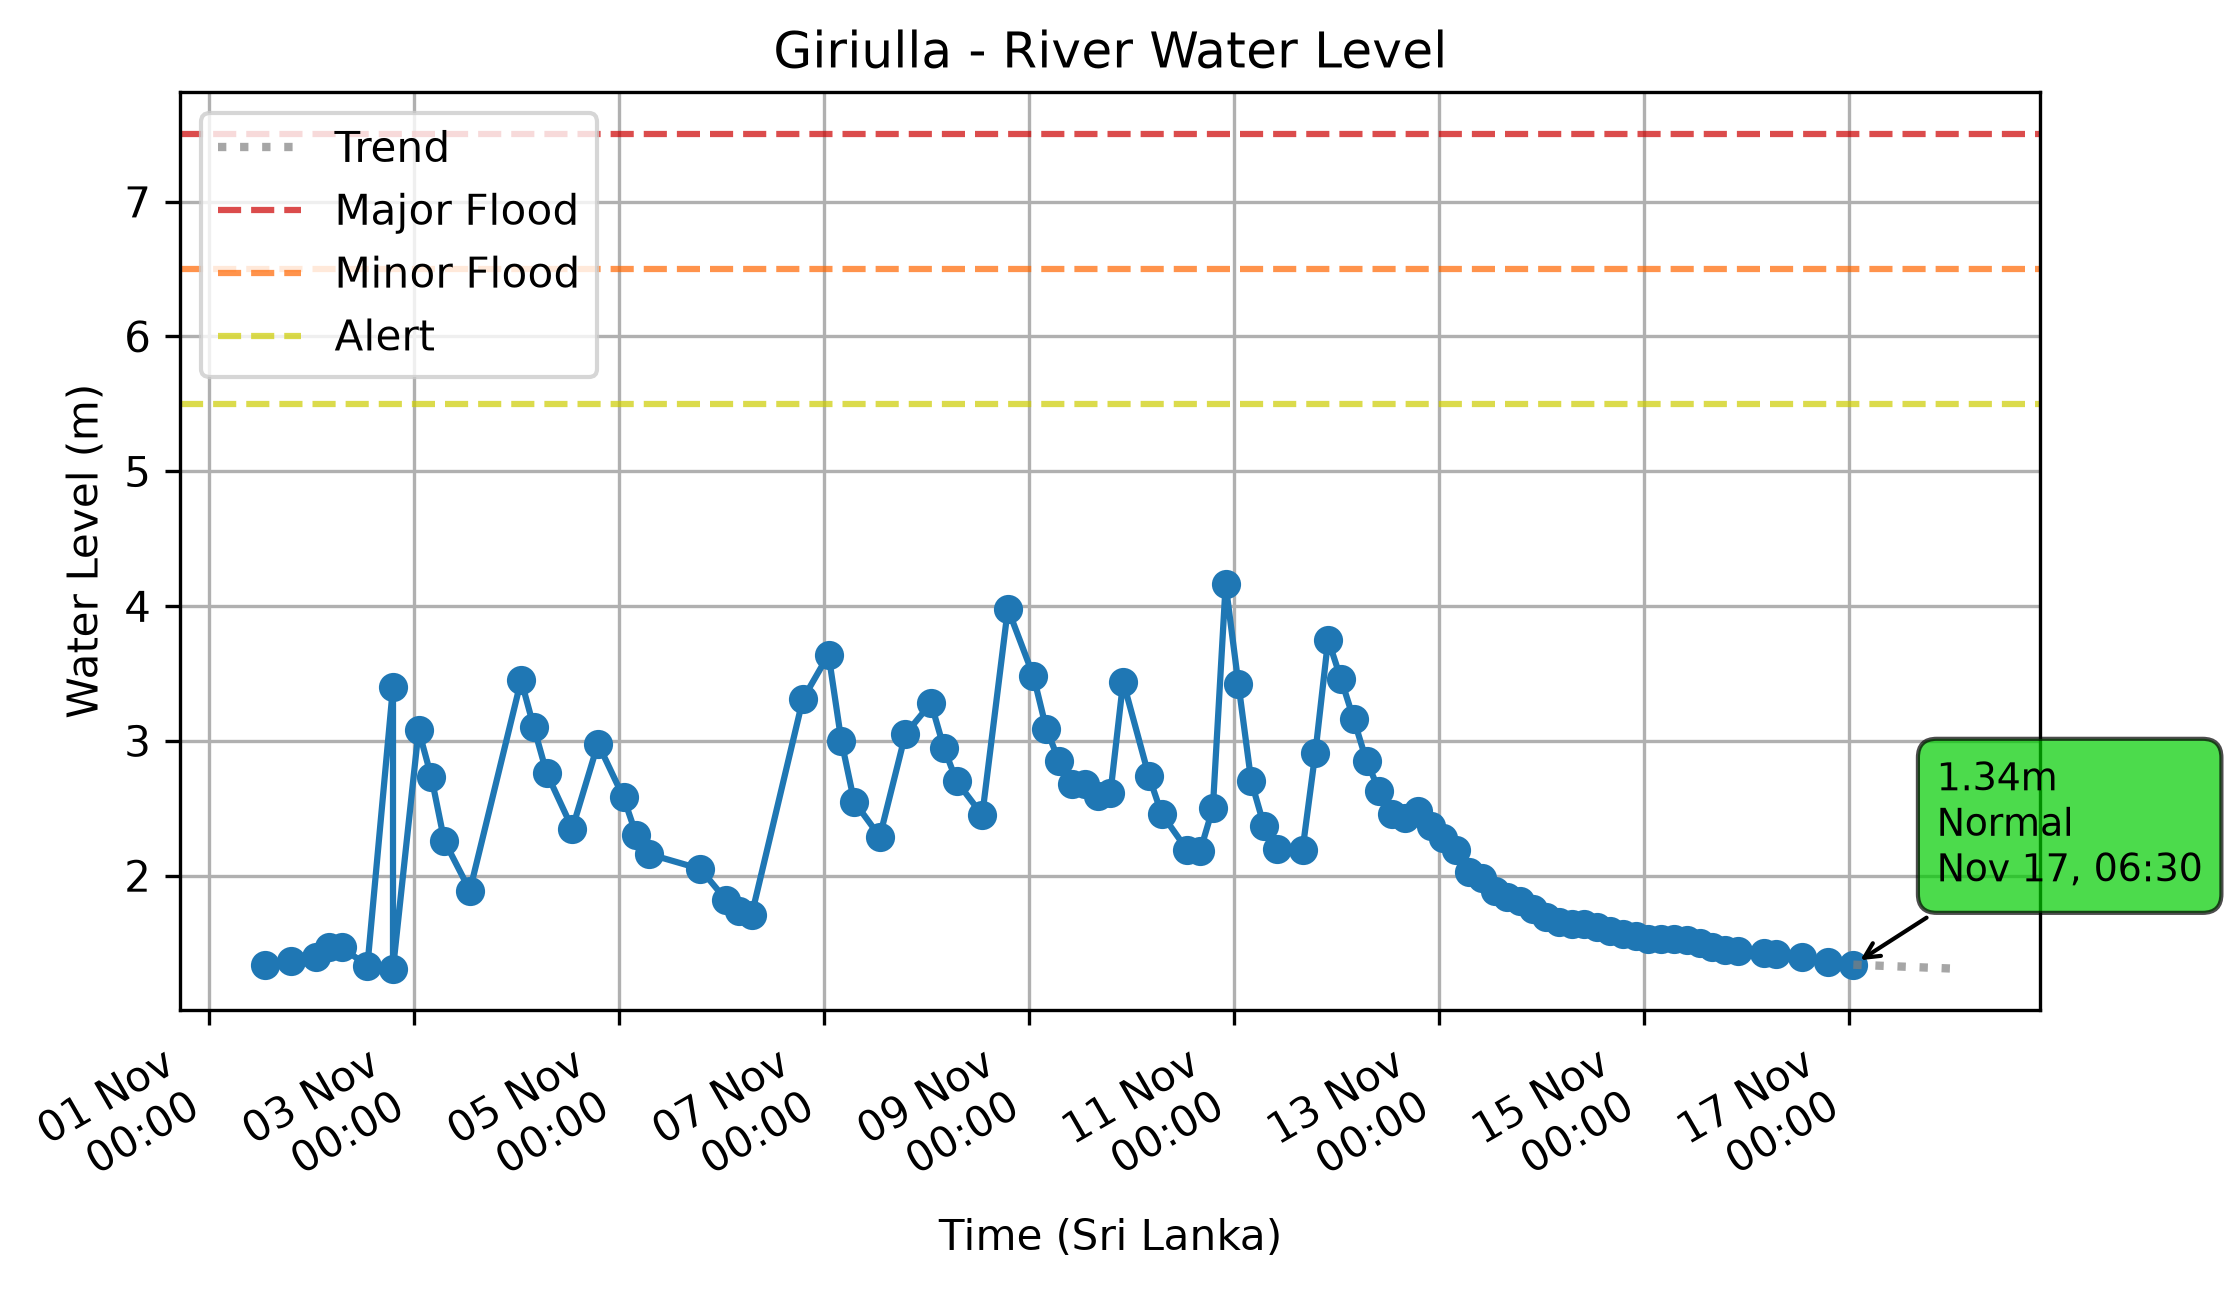 Giriulla - River Water Level
Trend
Major Flood
Minor Flood
Alert
7
6
5
4
3
2
Water Level (m)
1.34m
Normal
Nov 17, 06:30
01 Nov
00:00
03 Nov
00:00
05 Nov
00:00
07 Nov
00:00
09 Nov
00:00
11 Nov
00:00
13 Nov
00:00
15 Nov
00:00
17 Nov
00:00
Time (Sri Lanka)